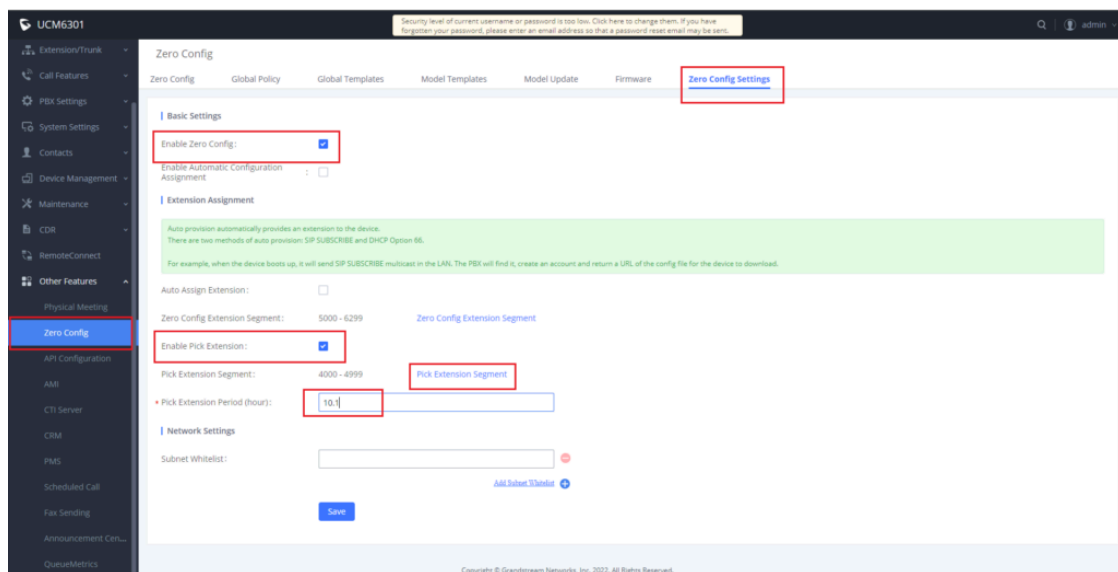 UCM6301
Security level of current username or password is too low. Click here to change them. If you have
forgotten your password, please enter an email address so that a password reset email may be sent.
admin
Extension/Trunk
Call Features
PBX Settings
System Settings
Contacts
Device Management
Maintenance
CDR
RemoteConnect
Other Features
Physical Meeting
Zero Config
API Configuration
AMI
CTI Server
CRM
PMS
Scheduled Call
Fax Sending
Announcement Cen...
QueueMetrics
Zero Config
Zero Config Global Policy Global Templates Model Templates Model Update Firmware Zero Config Settings
Basic Settings
Enable Zero Config :
Enable Automatic Configuration
Assignment :
Extension Assignment
Auto provision automatically provides an extension to the device.
There are two methods of auto provision: SIP SUBSCRIBE and DHCP Option 66.
For example, when the device boots up, it will send SIP SUBSCRIBE multicast in the LAN. The PBX will find it, create an account and return a URL of the config file for the device to download.
Auto Assign Extension :
Zero Config Extension Segment : 5000 - 6299 Zero Config Extension Segment
Enable Pick Extension :
Pick Extension Segment : 4000 - 4999 Pick Extension Segment
* Pick Extension Period (hour) : 10.1
Network Settings
Subnet Whitelist :
Add Subnet Whitelist
Save
Copyright © Grandstream Networks, Inc. 2022. All Rights Reserved.